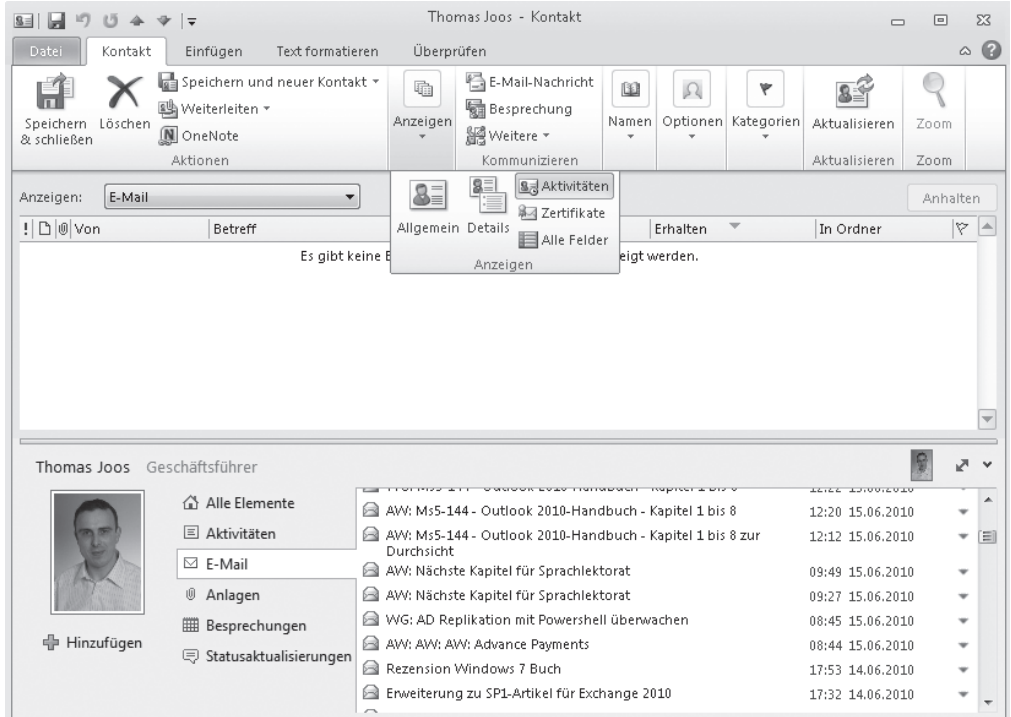 Thomas Joos - Kontakt
Datei Kontakt Einfügen Text formatieren Überprüfen
Speichern & schließen
Löschen
Speichern und neuer Kontakt
Weiterleiten
OneNote
Aktionen
Anzeigen
E-Mail-Nachricht
Besprechung
Weitere
Kommunizieren
Namen
Optionen
Kategorien
Aktualisieren
Aktualisieren
Zoom
Zoom
Anzeigen: E-Mail
Anhalten
Allgemein
Details
Aktivitäten
Zertifikate
Alle Felder
Anzeigen
! Von Betreff Erhalten In Ordner
Es gibt keine E
eigt werden.
Thomas Joos Geschäftsführer
Hinzufügen
Alle Elemente
Aktivitäten
E-Mail
Anlagen
Besprechungen
Statusaktualisierungen
AW: Ms5-144 - Outlook 2010-Handbuch - Kapitel 1 bis 8 12:20 15.06.2010
AW: Ms5-144 - Outlook 2010-Handbuch - Kapitel 1 bis 8 zur 12:12 15.06.2010
Durchsicht
AW: Nächste Kapitel für Sprachlektorat 09:49 15.06.2010
AW: Nächste Kapitel für Sprachlektorat 09:27 15.06.2010
WG: AD Replikation mit Powershell überwachen 08:45 15.06.2010
AW: AW: AW: Advance Payments 08:44 15.06.2010
Rezension Windows 7 Buch 17:53 14.06.2010
Erweiterung zu SP1-Artikel für Exchange 2010 17:32 14.06.2010